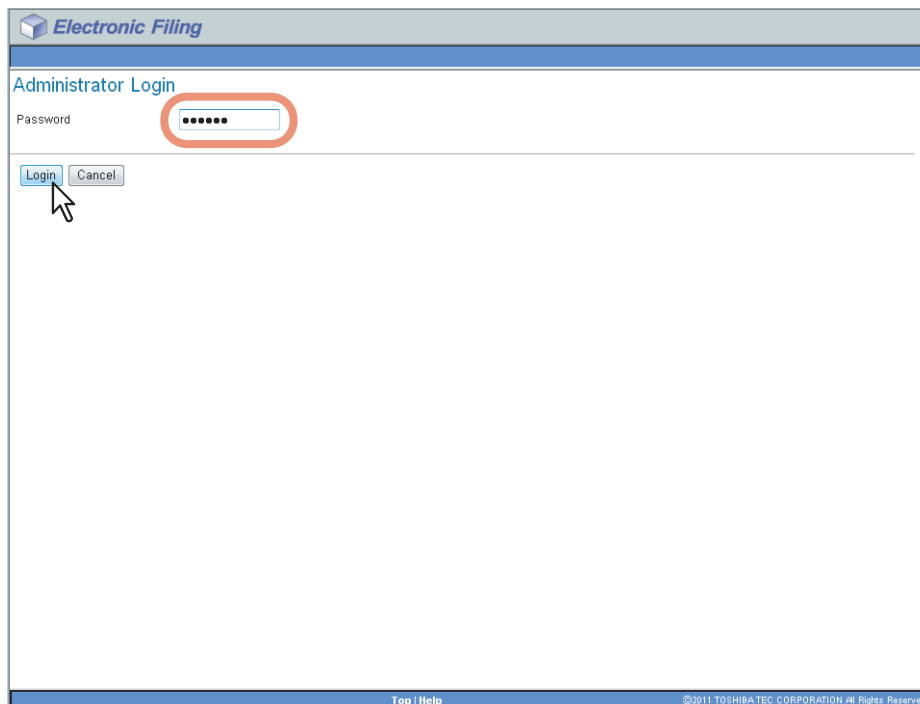 Electronic Filing
Administrator Login
Password ••••••
Login Cancel
Top | Help ©2011 TOSHIBA TEC CORPORATION All Rights Reserve